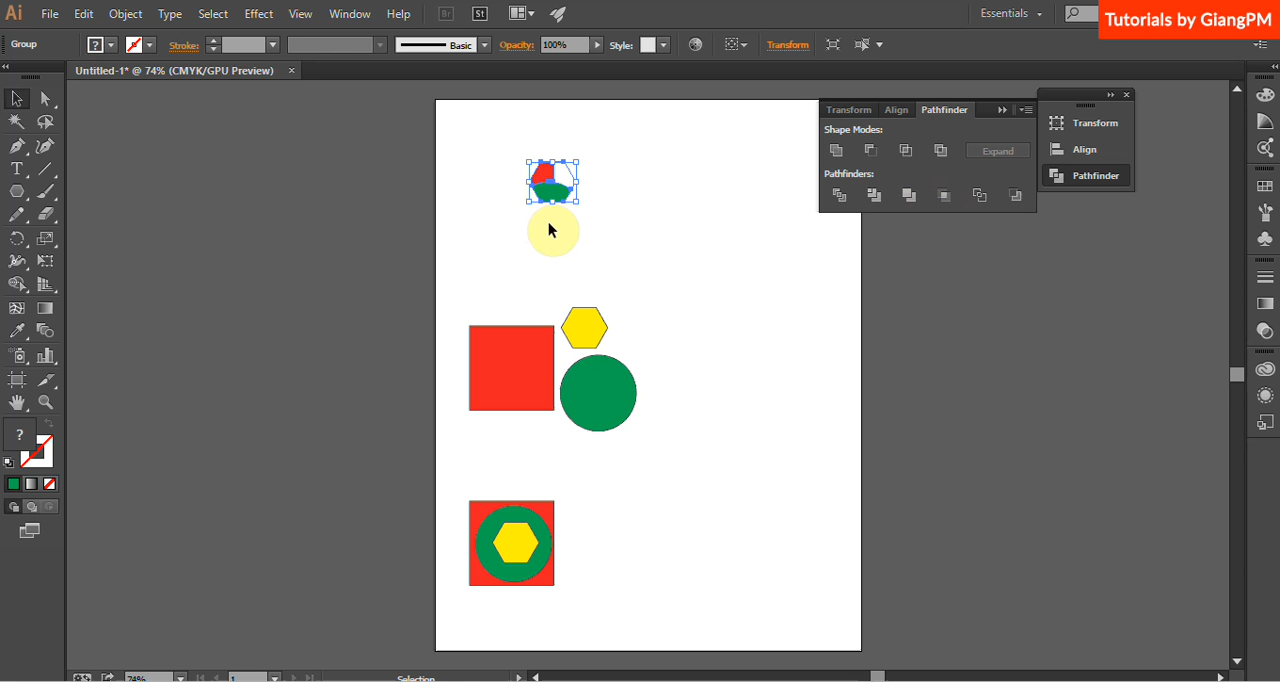 Ai File Edit Object Type Select Effect View Window Help Br St Essentials
Tutorials by GiangPM
Group ? Stroke: Basic Opacity: 100% Style: Transform
Untitled-1* @ 74% (CMYK/GPU Preview) ×
Transform Align Pathfinder
Shape Modes:
Expand
Pathfinders:
Transform
Align
Pathfinder
T
?
74% 1 Selection